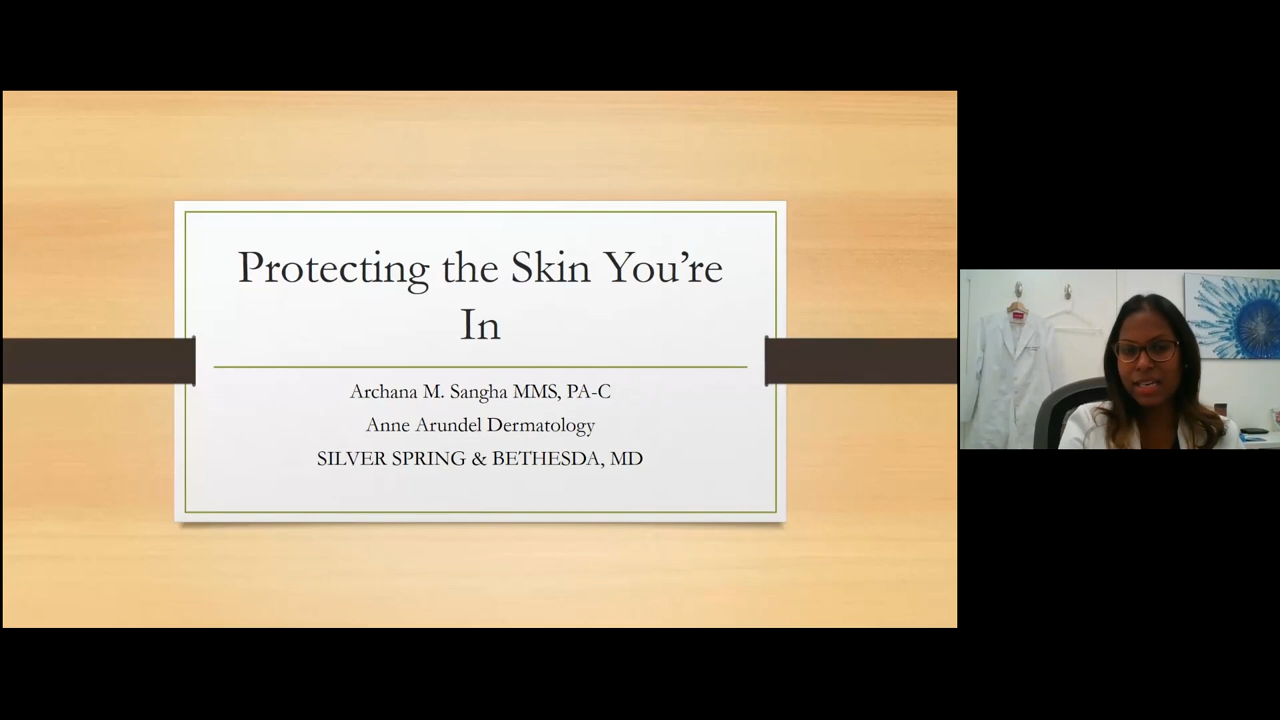 Protecting the Skin You’re
In
Archana M. Sangha MMS, PA-C
Anne Arundel Dermatology
SILVER SPRING & BETHESDA, MD